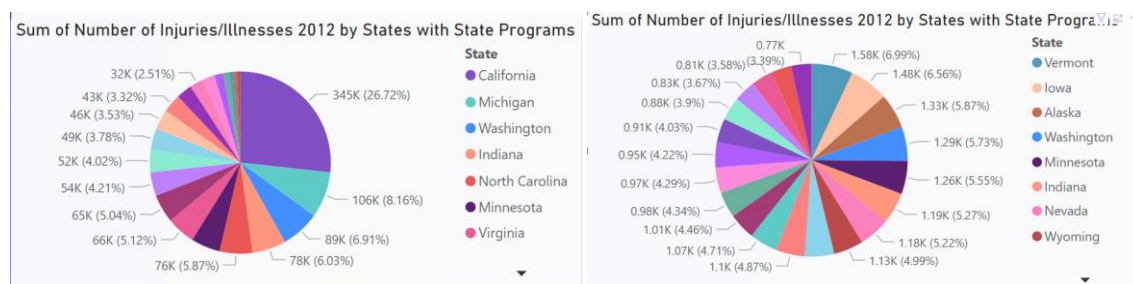 Sum of Number of Injuries/Illnesses 2012 by States with State Programs
State
California
Michigan
Washington
Indiana
North Carolina
Minnesota
Virginia
345K (26.72%)
106K (8.16%)
89K (6.91%)
78K (6.03%)
76K (5.87%)
66K (5.12%)
65K (5.04%)
54K (4.21%)
52K (4.02%)
49K (3.78%)
46K (3.53%)
43K (3.32%)
32K (2.51%)
Sum of Number of Injuries/Illnesses 2012 by States with State Programs
State
Vermont
Iowa
Alaska
Washington
Minnesota
Indiana
Nevada
Wyoming
1.58K (6.99%)
1.48K (6.56%)
1.33K (5.87%)
1.29K (5.73%)
1.26K (5.55%)
1.19K (5.27%)
1.18K (5.22%)
1.13K (4.99%)
1.1K (4.87%)
1.07K (4.71%)
1.01K (4.46%)
0.98K (4.34%)
0.97K (4.29%)
0.95K (4.22%)
0.91K (4.03%)
0.88K (3.9%)
0.83K (3.67%)
0.81K (3.58%)
0.77K
(3.39%)